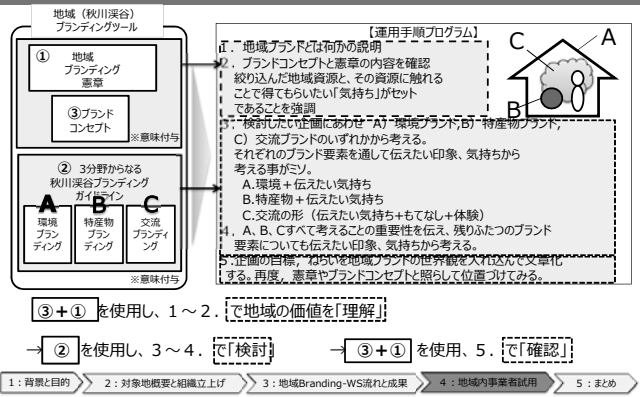 地域（秋川渓谷）
ブランディングツール
① 地域
ブランディング
憲章
③ブランド
コンセプト
※意味付与
② 3分野からなる
秋川渓谷ブランディング
ガイドライン
A B C
環境
ブラン
ディング
特産物
ブラン
ディング
交流
ブランディ
ング
※意味付与
【運用手順プログラム】
1．地域ブランドとは何かの説明
2．ブランドコンセプトと憲章の内容を確認
絞り込んだ地域資源と、その資源に触れる
ことで得てもらいたい「気持ち」がセット
であることを強調
3．検討したい企画にあわせ A）環境ブランド,B）特産物ブランド,
C）交流ブランドのいずれかから考える。
それぞれのブランド要素を通して伝えたい印象、気持ちから
考える事がミソ。
A.環境＋伝えたい気持ち
B.特産物＋伝えたい気持ち
C.交流の形（伝えたい気持ち+もてなし+体験）
4．A、B、Cすべて考えることの重要性を伝え、残りふたつのブランド
要素についても伝えたい印象、気持ちから考える。
5.企画の目標，ねらいを地域ブランドの世界観を入れ込んで文章化
する。再度，憲章やブランドコンセプトと照らして位置づけてみる。
C A
B
③+① を使用し、1～2．で地域の価値を「理解」
→ ② を使用し、3～4．で「検討」 → ③+① を使用、5．で「確認」
1：背景と目的 2：対象地概要と組織立上げ 3：地域Branding-WS流れと成果 4：地域内事業者試用 5：まとめ